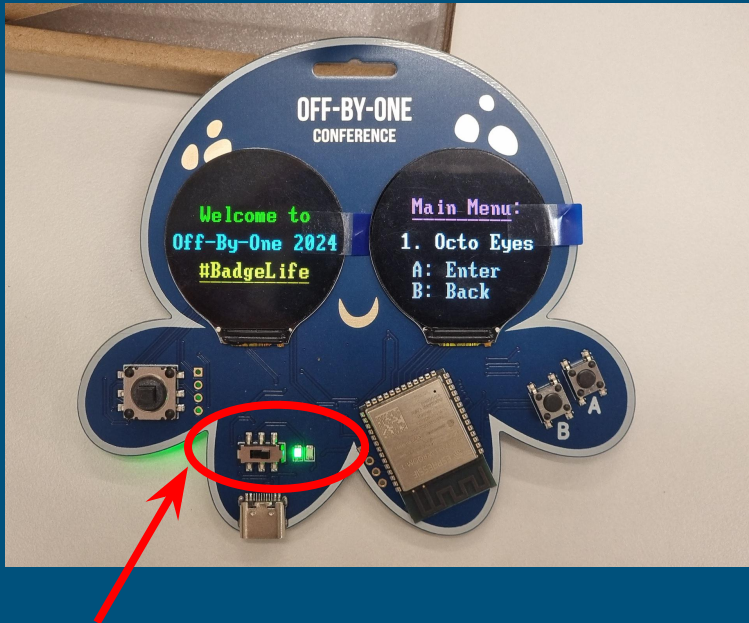 OFF-BY-ONE
CONFERENCE
Welcome to
Off-By-One 2024
#BadgeLife
Main Menu:
1. Octo Eyes
A: Enter
B: Back
A
B